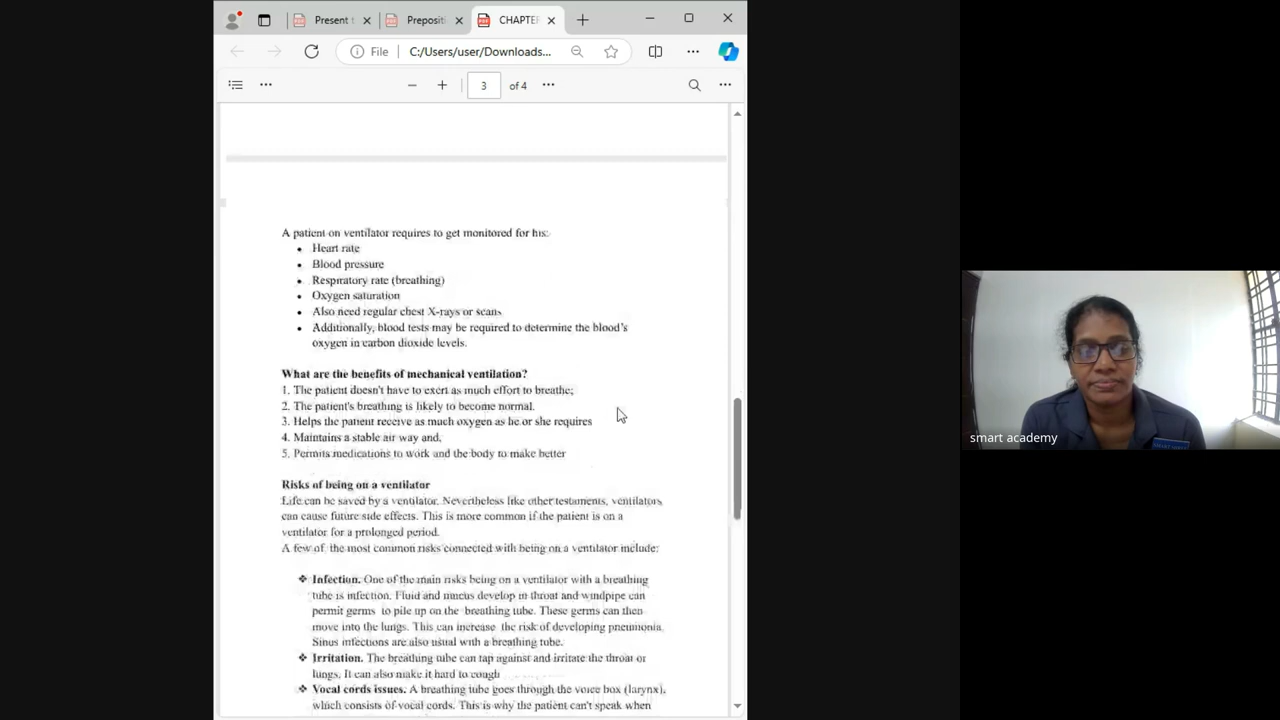 Present
Prepositi
CHAPTER
File
C:/Users/user/Downloads...
3 of 4
A patient on ventilator requires to get monitored for his:
• Heart rate
• Blood pressure
• Respiratory rate (breathing)
• Oxygen saturation
• Also need regular chest X-rays or scans
• Additionally, blood tests may be required to determine the blood's
oxygen in carbon dioxide levels.
What are the benefits of mechanical ventilation?
1. The patient doesn't have to exert as much effort to breathe;
2. The patient's breathing is likely to become normal.
3. Helps the patient receive as much oxygen as he or she requires
4. Maintains a stable air way and,
5. Permits medications to work and the body to make better
Risks of being on a ventilator
Life can be saved by a ventilator. Nevertheless like other testaments, ventilators
can cause future side effects. This is more common if the patient is on a
ventilator for a prolonged period.
A few of the most common risks connected with being on a ventilator include:
❖ Infection. One of the main risks being on a ventilator with a breathing
tube is infection. Fluid and mucus develop in throat and windpipe can
permit germs to pile up on the breathing tube. These germs can then
move into the lungs. This can increase the risk of developing pneumonia.
Sinus infections are also usual with a breathing tube.
❖ Irritation. The breathing tube can tap against and irritate the throat or
lungs. It can also make it hard to cough
❖ Vocal cords issues. A breathing tube goes through the voice box (larynx),
which consists of vocal cords. This is why the patient can't speak when
smart academy